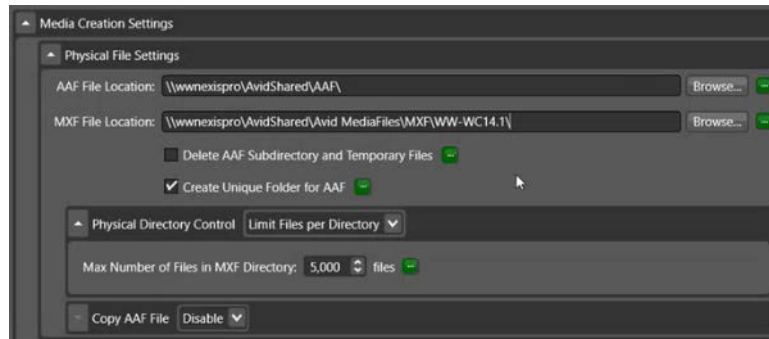 Media Creation Settings
Physical File Settings
AAF File Location: \\wwnexispro\AvidShared\AAF\ Browse...
MXF File Location: \\wwnexispro\AvidShared\Avid MediaFiles\MXF\WW-WC14.1\ Browse...
Delete AAF Subdirectory and Temporary Files
Create Unique Folder for AAF
Physical Directory Control Limit Files per Directory
Max Number of Files in MXF Directory: 5,000 files
Copy AAF File Disable